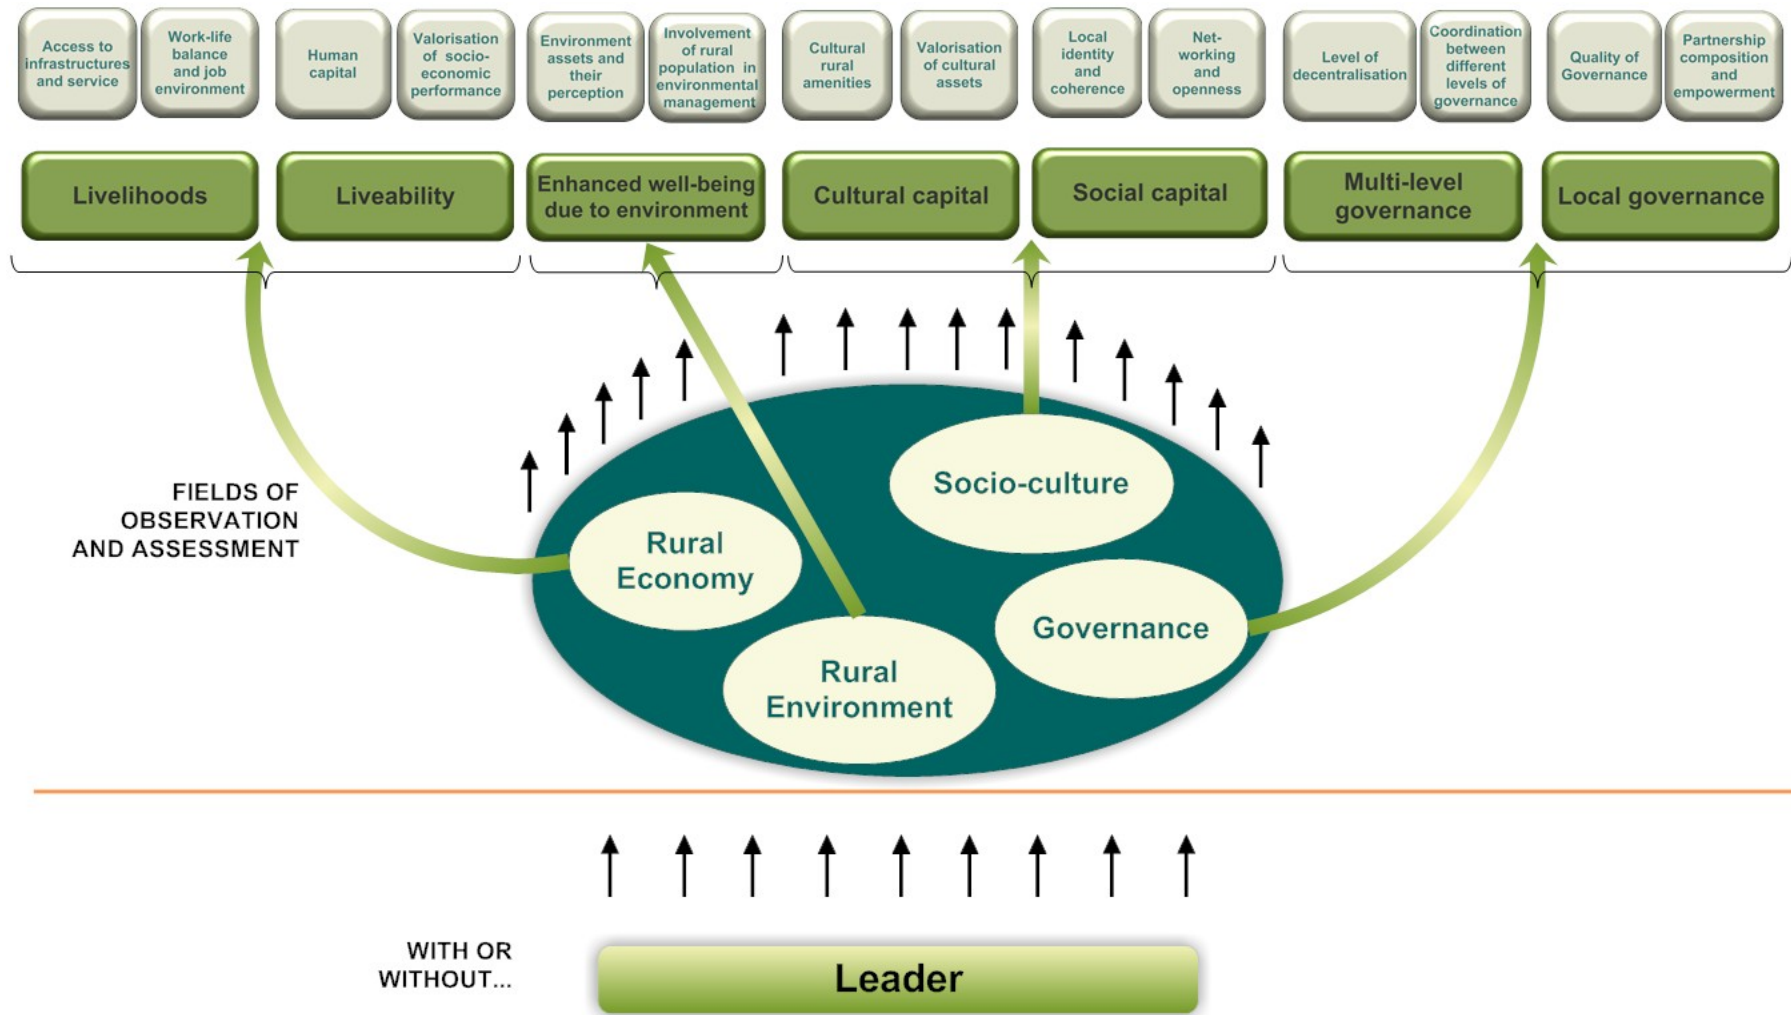 Access to
infrastructures
and service
Work-life
balance
and job
environment
Human
capital
Valorisation
of socio-
economic
performance
Environment
assets and
their
perception
Involvement
of rural
population in
environmental
management
Cultural
rural
amenities
Valorisation
of cultural
assets
Local
identity
and
coherence
Net-
working
and
openness
Level of
decentralisation
Coordination
between
different
levels of
governance
Quality of
Governance
Partnership
composition
and
empowerment
Livelihoods
Liveability
Enhanced well-being
due to environment
Cultural capital
Social capital
Multi-level
governance
Local governance
FIELDS OF
OBSERVATION
AND ASSESSMENT
Socio-culture
Rural
Economy
Governance
Rural
Environment
WITH OR
WITHOUT...
Leader